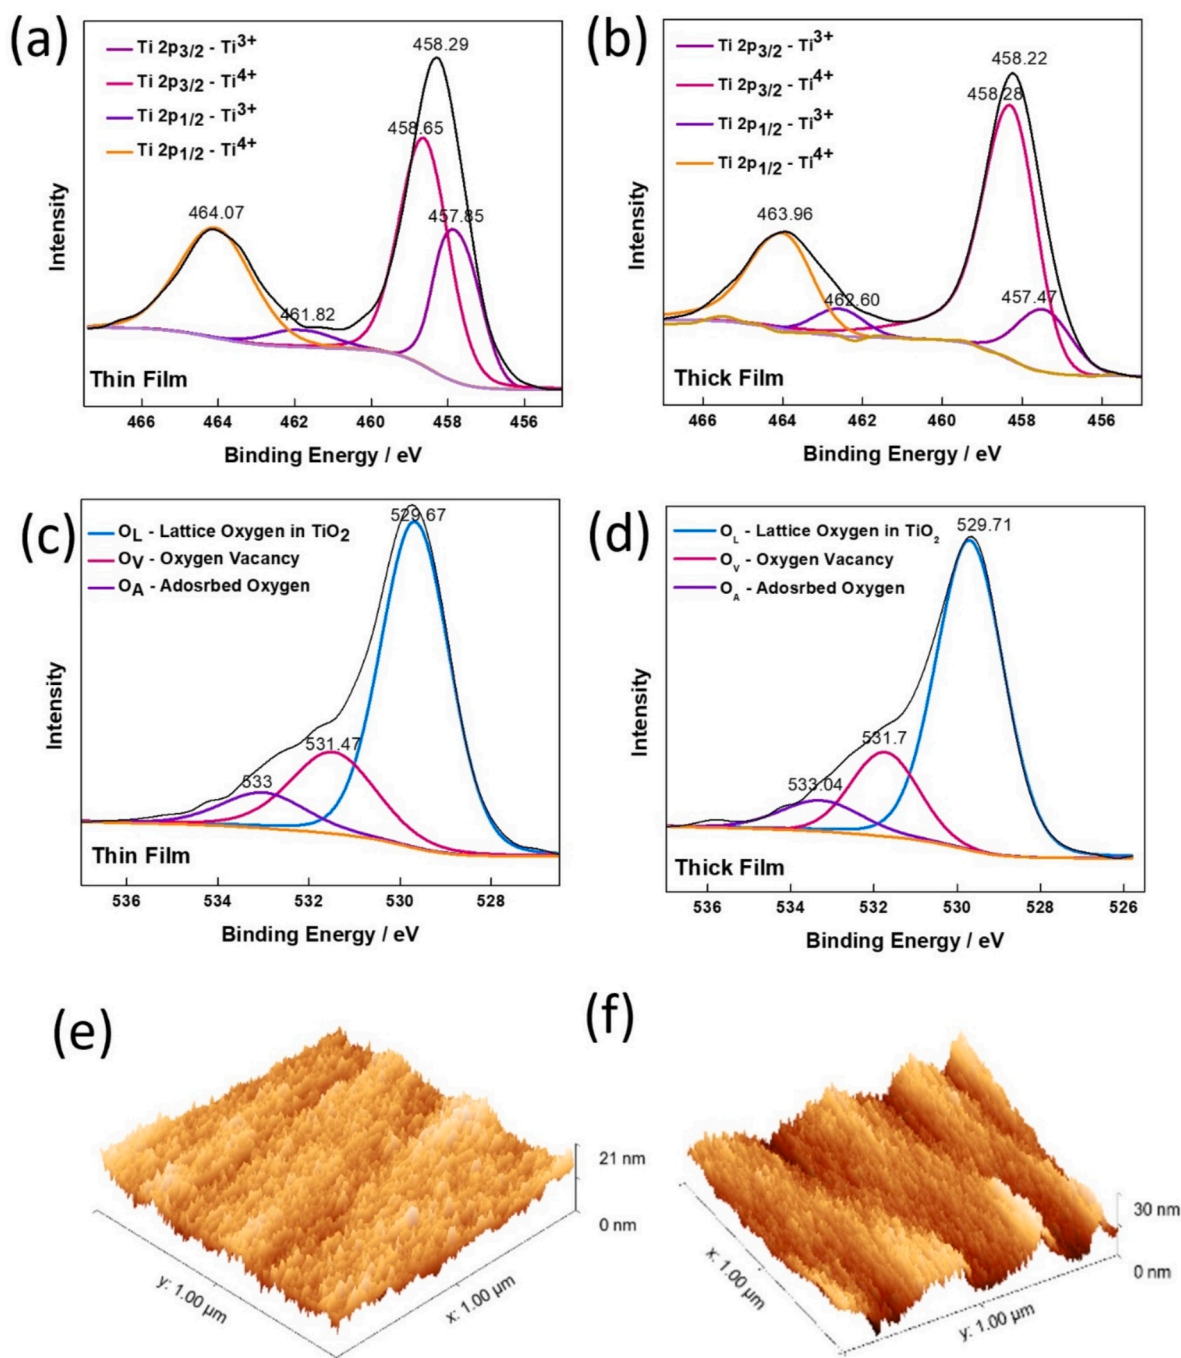 (a)
Ti 2p3/2 - Ti3+
Ti 2p3/2 - Ti4+
Ti 2p1/2 - Ti3+
Ti 2p1/2 - Ti4+
458.29
458.65
457.85
464.07
461.82
Intensity
Thin Film
466 464 462 460 458 456
Binding Energy / eV
(b)
Ti 2p3/2 - Ti3+
Ti 2p3/2 - Ti4+
Ti 2p1/2 - Ti3+
Ti 2p1/2 - Ti4+
458.22
458.28
463.96
462.60
457.47
Intensity
Thick Film
466 464 462 460 458 456
Binding Energy / eV
(c)
OL - Lattice Oxygen in TiO2
OV - Oxygen Vacancy
OA - Adosrbed Oxygen
529.67
531.47
533
Intensity
Thin Film
536 534 532 530 528
Binding Energy / eV
(d)
OL - Lattice Oxygen in TiO2
OV - Oxygen Vacancy
OA - Adosrbed Oxygen
529.71
531.7
533.04
Intensity
Thick Film
536 534 532 530 528 526
Binding Energy / eV
(e)
21 nm
0 nm
y: 1.00 µm
x: 1.00 µm
(f)
30 nm
0 nm
x: 1.00 µm
y: 1.00 µm